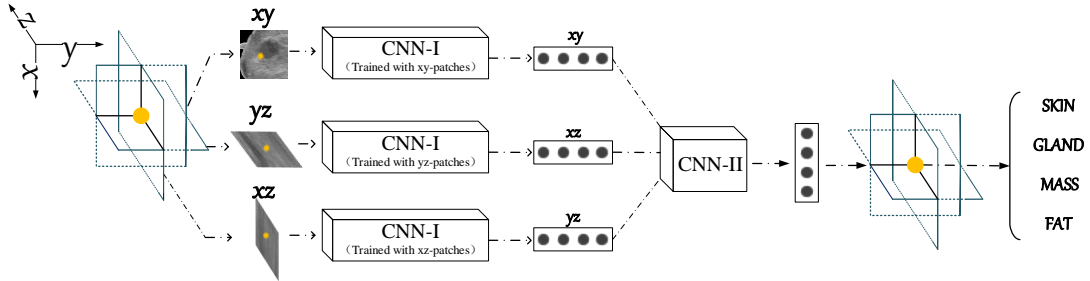 z
y
x
xy
CNN-I
(Trained with xy-patches)
xy
yz
CNN-I
(Trained with yz-patches)
xz
xz
CNN-I
(Trained with xz-patches)
yz
CNN-II
SKIN
GLAND
MASS
FAT